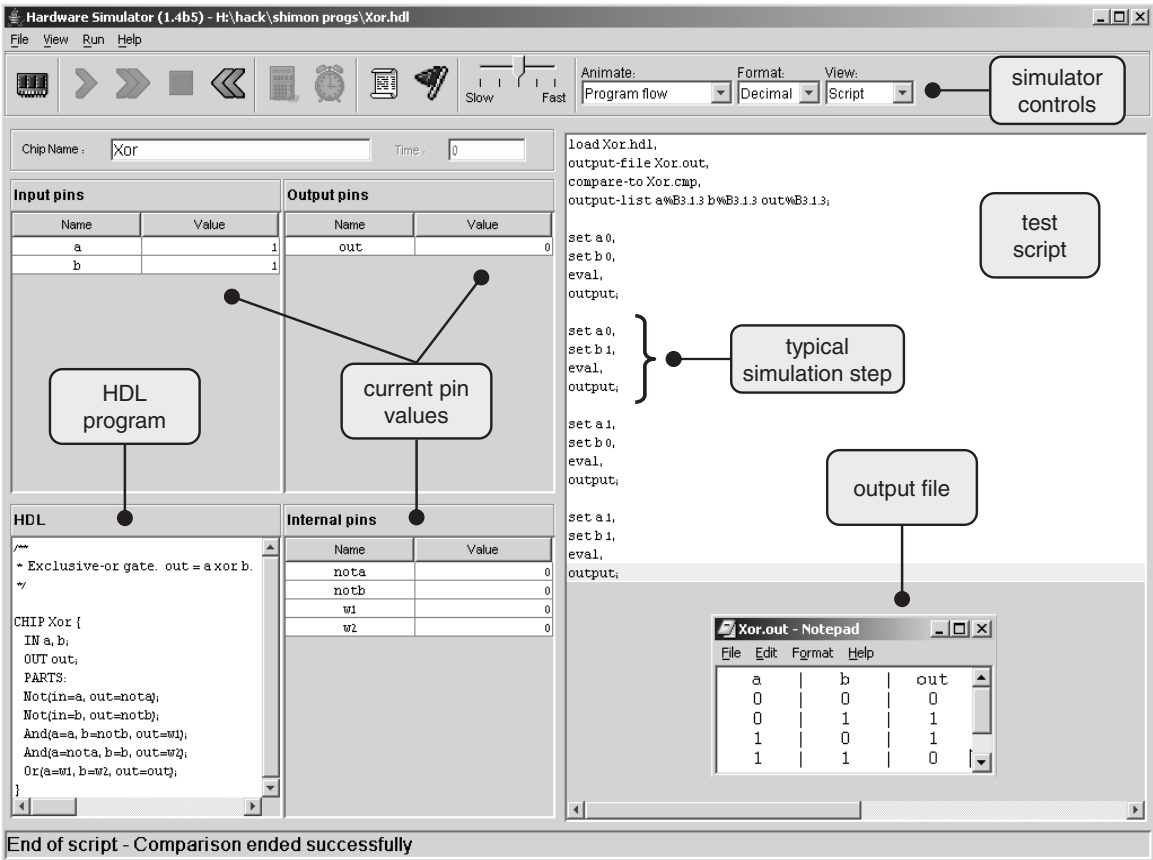 Hardware Simulator (1.4b5) - H:\hack\shimon progs\Xor.hdl
File View Run Help
Slow Fast
Animate:
Program flow
Format:
Decimal
View:
Script
simulator
controls
Chip Name :
Xor
Time :
0
Input pins
Name Value
a 1
b 1
Output pins
Name Value
out 0
HDL
program
current pin
values
HDL
/**
* Exclusive-or gate. out = a xor b.
*/
CHIP Xor {
IN a, b;
OUT out;
PARTS:
Not(in=a, out=nota);
Not(in=b, out=notb);
And(a=a, b=notb, out=w1);
And(a=nota, b=b, out=w2);
Or(a=w1, b=w2, out=out);
}
Internal pins
Name Value
nota 0
notb 0
w1 0
w2 0
load Xor.hdl,
output-file Xor.out,
compare-to Xor.cmp,
output-list a%B3.1.3 b%B3.1.3 out%B3.1.3;
set a 0,
set b 0,
eval,
output;
set a 0,
set b 1,
eval,
output;
set a 1,
set b 0,
eval,
output;
set a 1,
set b 1,
eval,
output;
test
script
typical
simulation step
output file
Xor.out - Notepad
File Edit Format Help
a | b | out
0 | 0 | 0
0 | 1 | 1
1 | 0 | 1
1 | 1 | 0
End of script - Comparison ended successfully